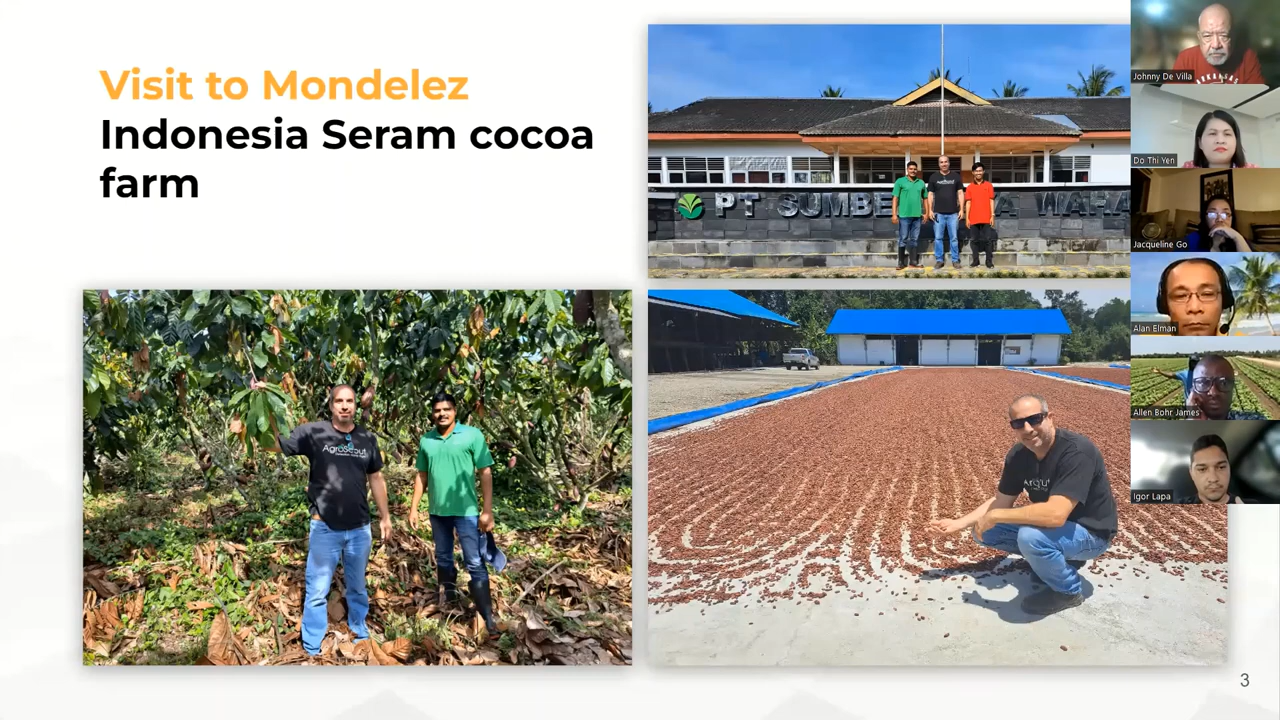 Visit to Mondelez
Indonesia Seram cocoa
farm
PT SUMBE
WAHA
AgroScout
ARKANSAS
Johnny De Villa
Do Thi Yen
Jacqueline Go
Alan Elman
Allen Bohr James
Igor Lapa
3